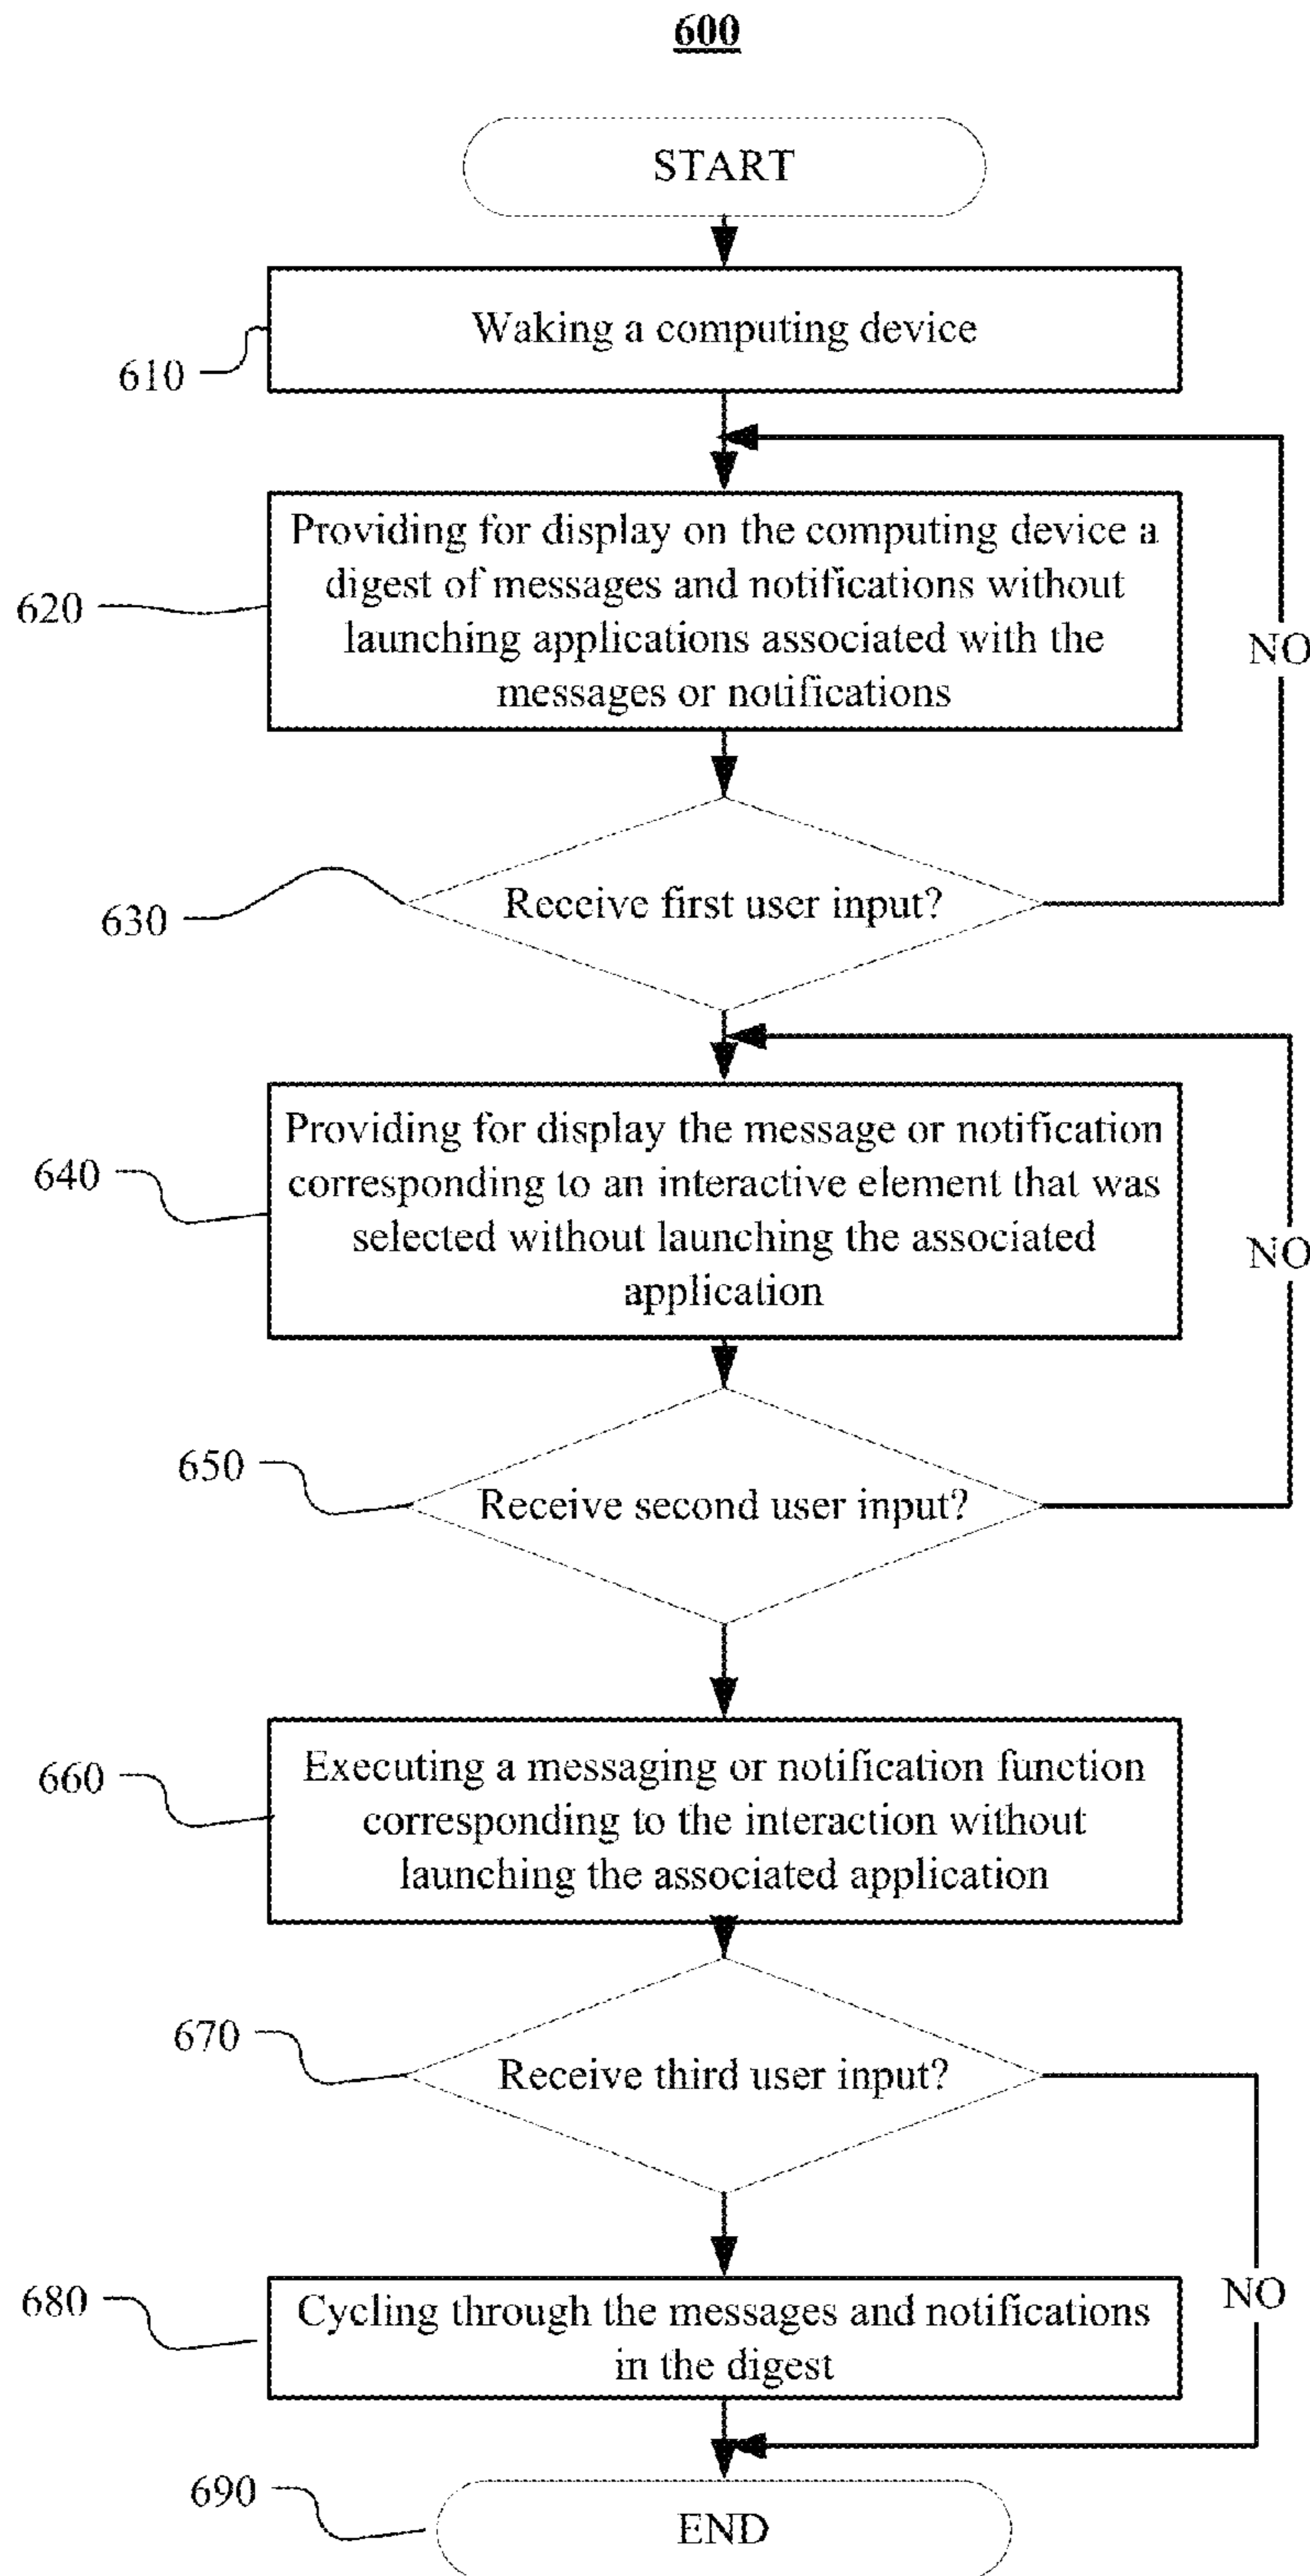 600
START
Waking a computing device
610
Providing for display on the computing device a
digest of messages and notifications without
launching applications associated with the
messages or notifications
620
NO
Receive first user input?
630
Providing for display the message or notification
corresponding to an interactive element that was
selected without launching the associated
application
640
NO
650
Receive second user input?
Executing a messaging or notification function
corresponding to the interaction without
launching the associated application
660
670
Receive third user input?
680
Cycling through the messages and notifications
in the digest
NO
690
END